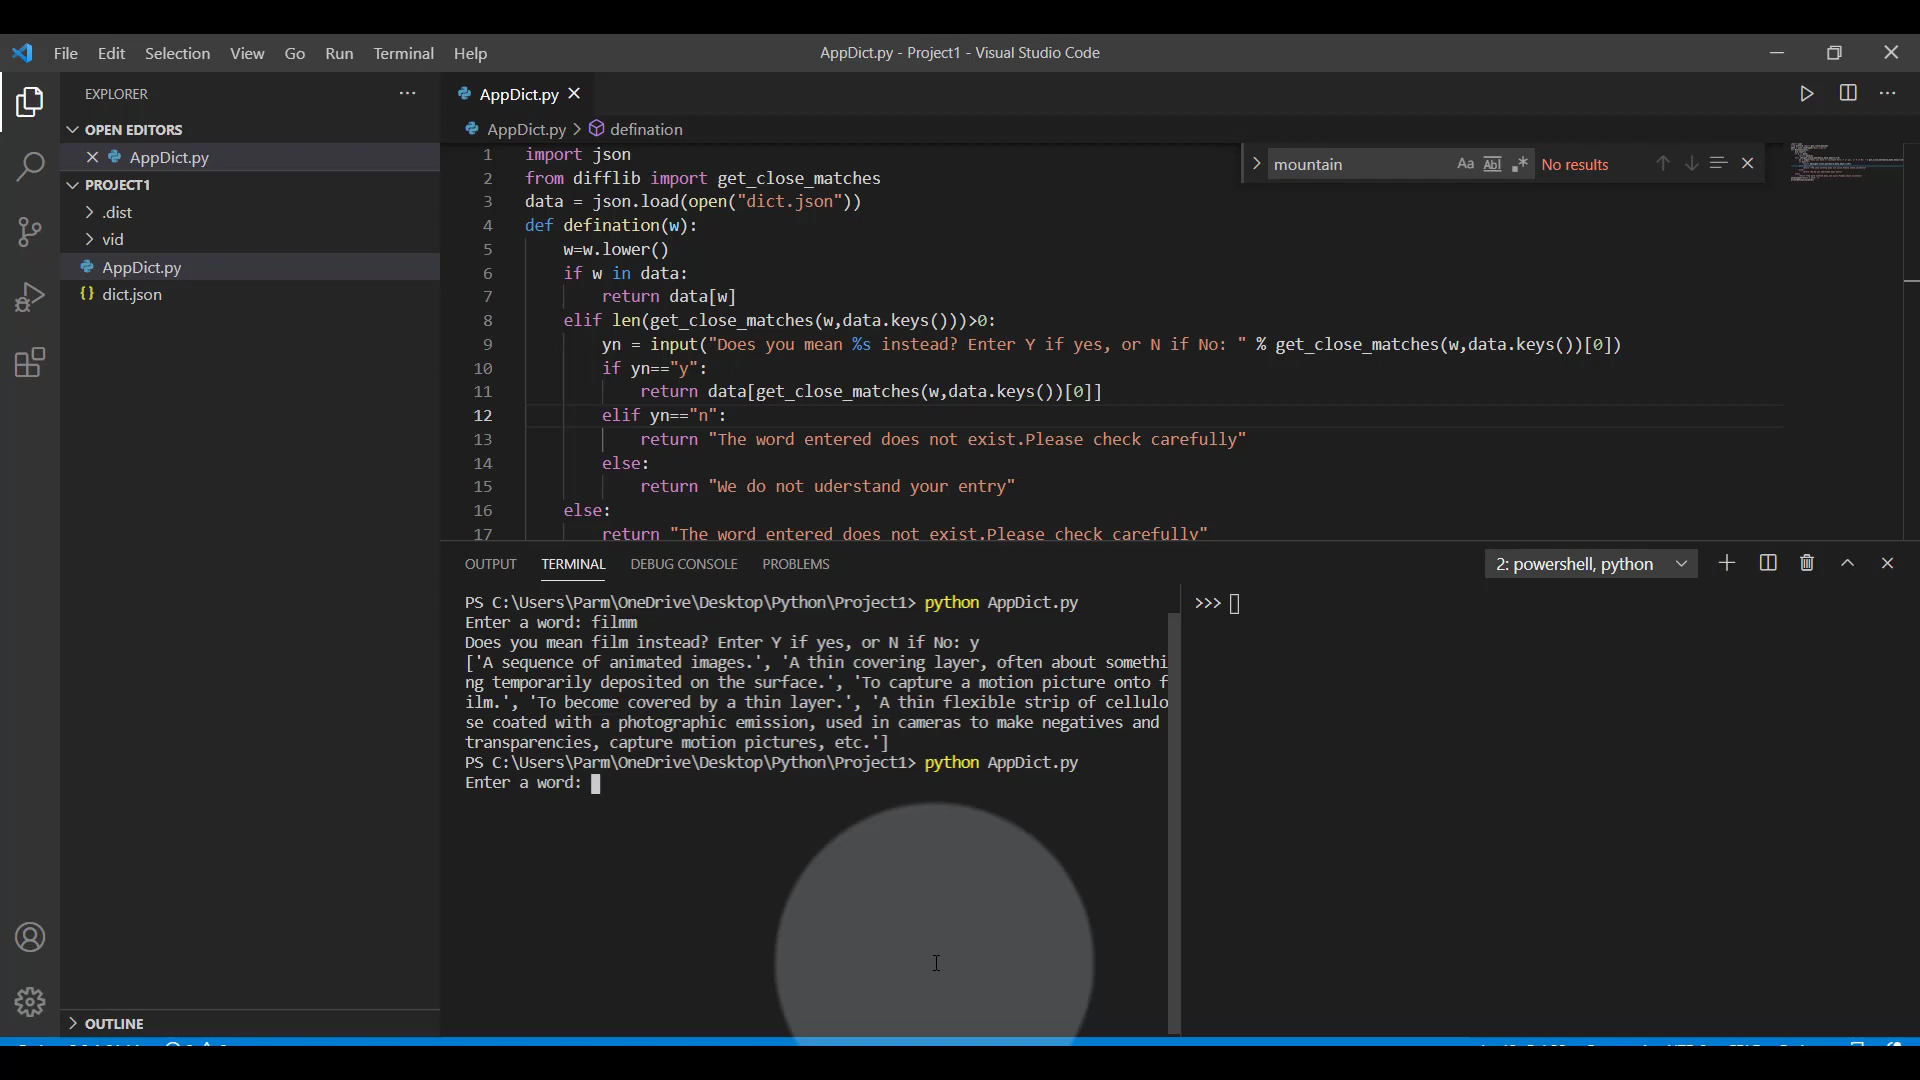 File Edit Selection View Go Run Terminal Help
AppDict.py - Project1 - Visual Studio Code
EXPLORER
OPEN EDITORS
AppDict.py
PROJECT1
.dist
vid
AppDict.py
{} dict.json
OUTLINE
AppDict.py
AppDict.py > defination
mountain
Aa Abl No results
1 import json
2 from difflib import get_close_matches
3 data = json.load(open("dict.json"))
4 def defination(w):
5 w=w.lower()
6 if w in data:
7 return data[w]
8 elif len(get_close_matches(w,data.keys()))>0:
9 yn = input("Does you mean %s instead? Enter Y if yes, or N if No: " % get_close_matches(w,data.keys())[0])
10 if yn=="y":
11 return data[get_close_matches(w,data.keys())[0]]
12 elif yn=="n":
13 return "The word entered does not exist.Please check carefully"
14 else:
15 return "We do not uderstand your entry"
16 else:
17 return "The word entered does not exist.Please check carefully"
OUTPUT TERMINAL DEBUG CONSOLE PROBLEMS
2: powershell, python
PS C:\Users\Parm\OneDrive\Desktop\Python\Project1> python AppDict.py
Enter a word: filmm
Does you mean film instead? Enter Y if yes, or N if No: y
['A sequence of animated images.', 'A thin covering layer, often about somethi
ng temporarily deposited on the surface.', 'To capture a motion picture onto f
ilm.', 'To become covered by a thin layer.', 'A thin flexible strip of cellulo
se coated with a photographic emission, used in cameras to make negatives and
transparencies, capture motion pictures, etc.']
PS C:\Users\Parm\OneDrive\Desktop\Python\Project1> python AppDict.py
Enter a word:
>>>